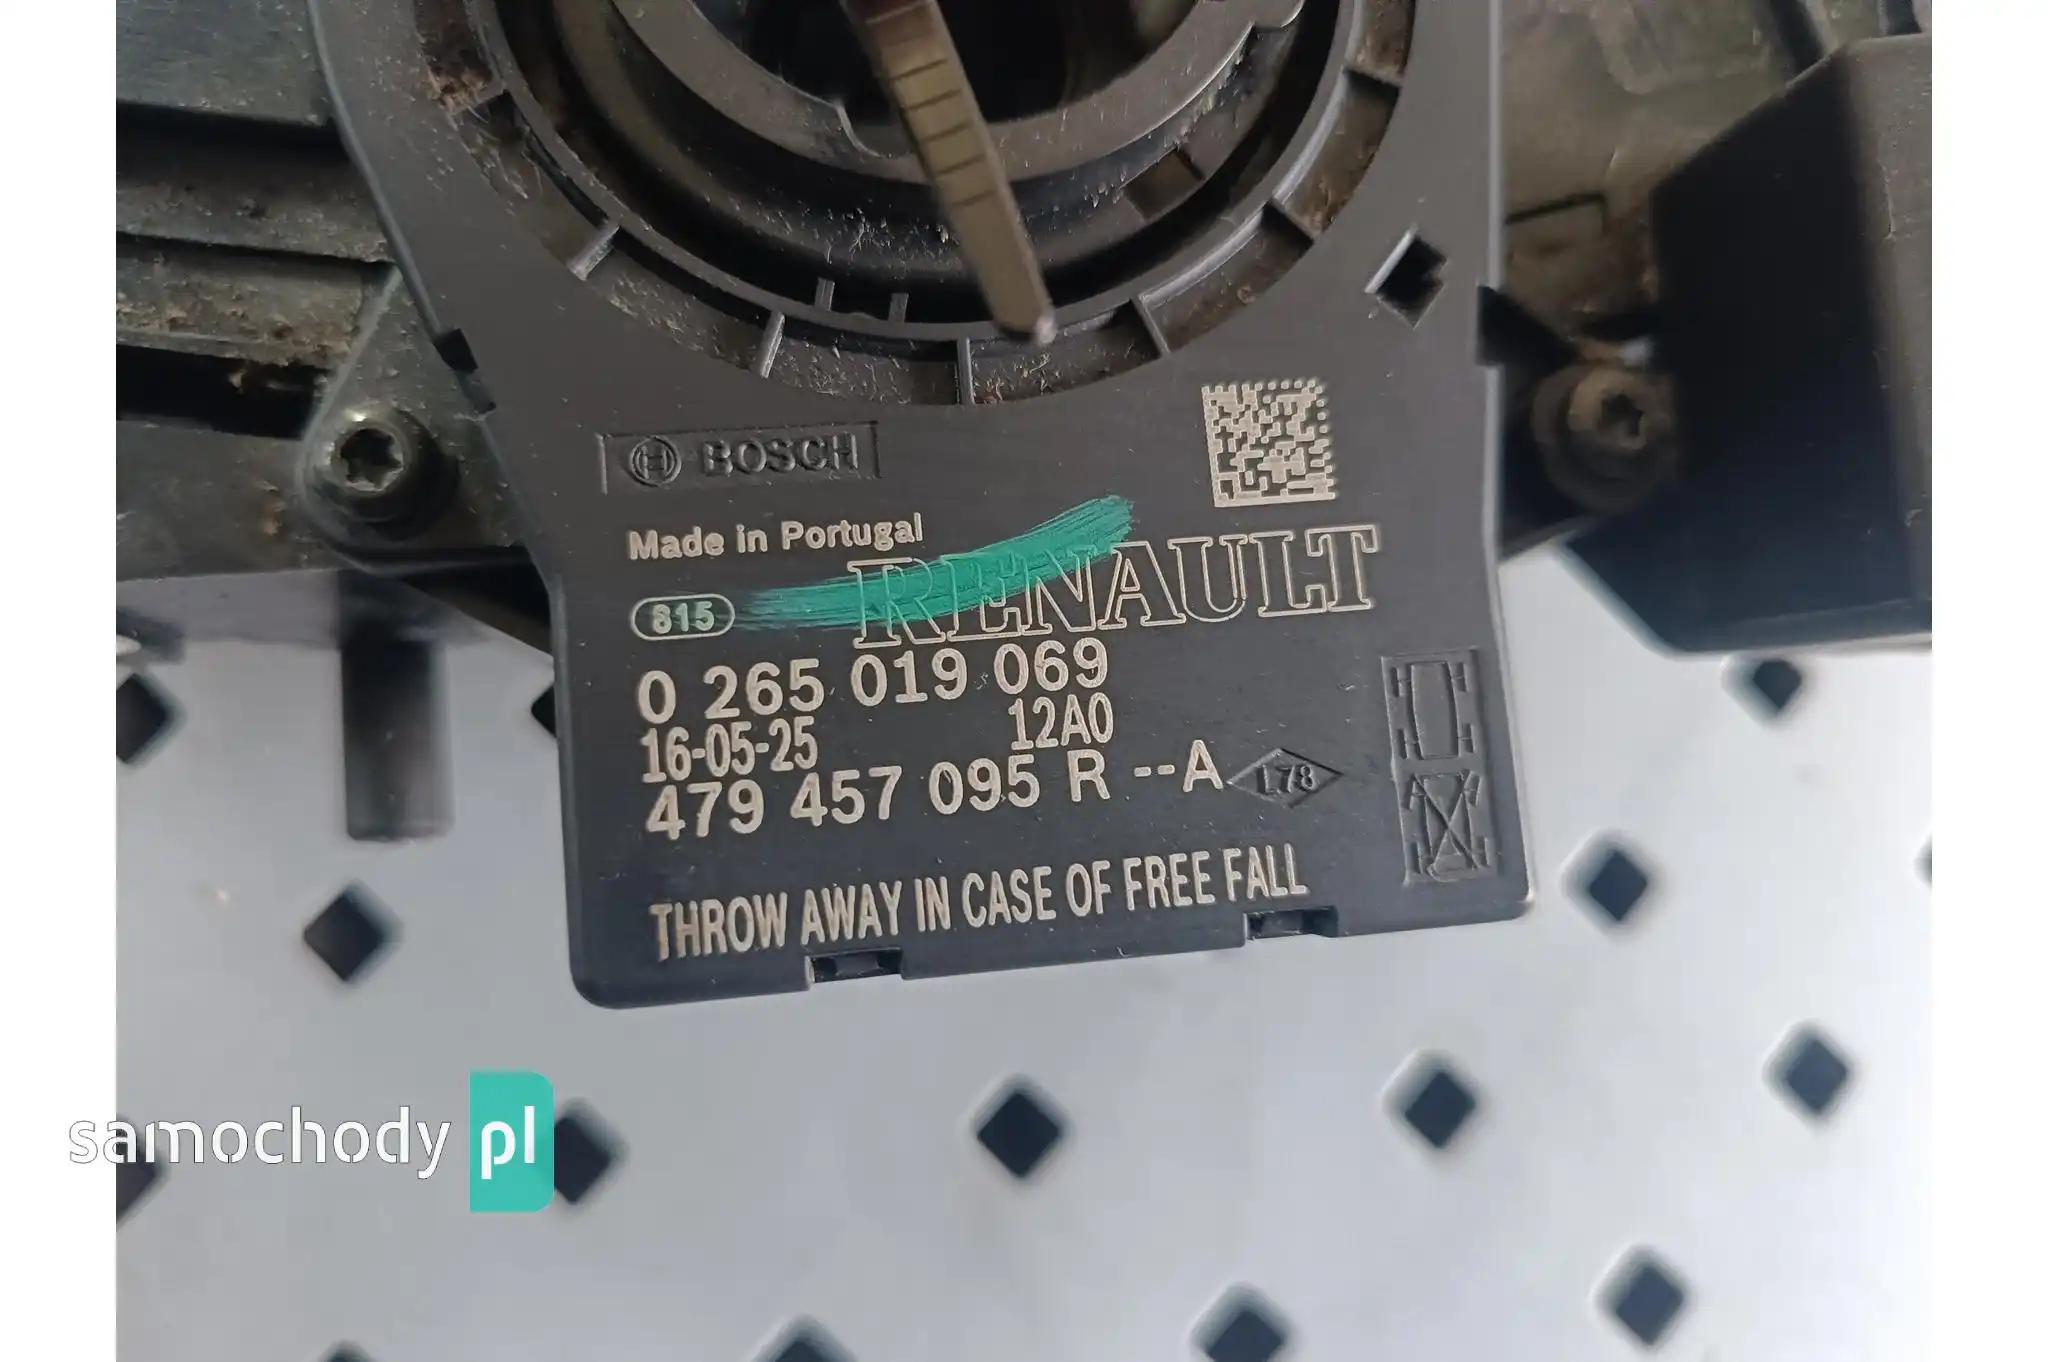 BOSCH
Made in Portugal
815
RENAULT
0 265 019 069
16-05-25 12A0
479 457 095 R --A
L78
THROW AWAY IN CASE OF FREE FALL
samochody pl